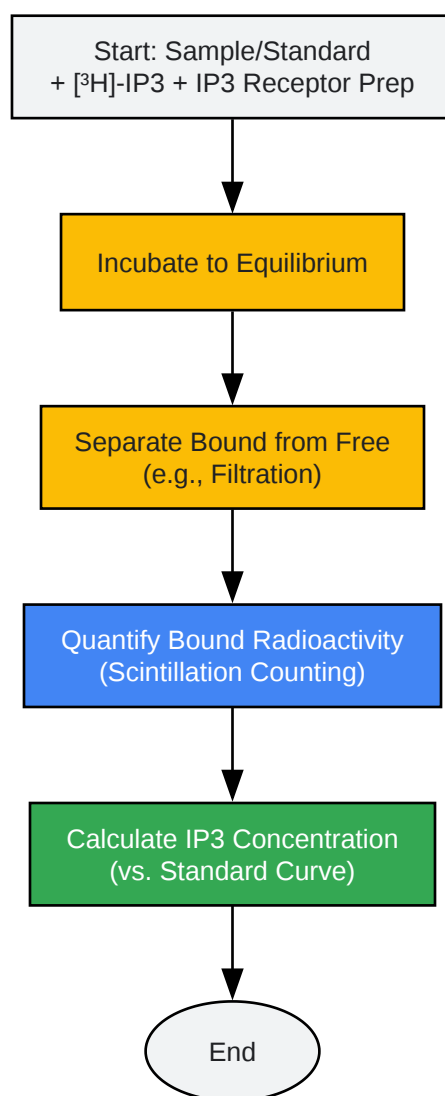 Start: Sample/Standard
+ [³H]-IP3 + IP3 Receptor Prep
Incubate to Equilibrium
Separate Bound from Free
(e.g., Filtration)
Quantify Bound Radioactivity
(Scintillation Counting)
Calculate IP3 Concentration
(vs. Standard Curve)
End